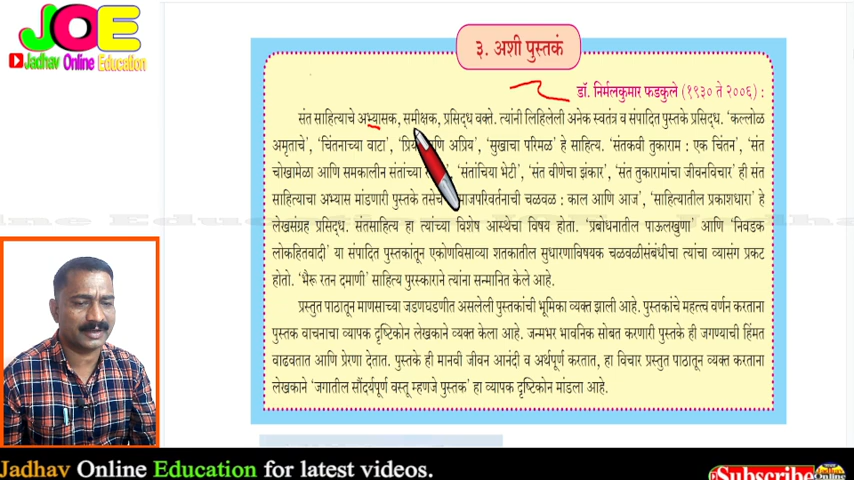 JOE
Jadhav Online Education
३. अशी पुस्तकं
डॉ. निर्मलकुमार फडकुले (१९३० ते २००६) :
संत साहित्याचे अभ्यासक, समीक्षक, प्रसिद्ध वक्ते. त्यांनी लिहिलेली अनेक स्वतंत्र व संपादित पुस्तके प्रसिद्ध. ‘कल्लोळ
अमृताचे’, ‘चिंतनाच्या वाटा’, आणि अप्रिय’, ‘सुखाचा परिमळ’ हे साहित्य. ‘संतकवी तुकाराम : एक चिंतन’, ‘संत
चोखामेळा आणि समकालीन संतांच्या ‘संतांचिया भेटी’, ‘संत वीणेचा झंकार’, ‘संत तुकारामांचा जीवनविचार’ ही संत
साहित्याचा अभ्यास मांडणारी पुस्तके तसेच : काल आणि आज’, ‘साहित्यातील प्रकाशधारा’ हे
लेखसंग्रह प्रसिद्ध. संतसाहित्य हा त्यांच्या विशेष आस्थेचा विषय होता. ‘प्रबोधनातील पाऊलखुणा’ आणि ‘निवडक
लोकहितवादी’ या संपादित पुस्तकांतून एकोणविसाव्या शतकातील सुधारणाविषयक चळवळीसंबंधीचा त्यांचा व्यासंग प्रकट
होतो. ‘भैरू रतन दमाणी’ साहित्य पुरस्काराने त्यांना सन्मानित केले आहे.
प्रस्तुत पाठातून माणसाच्या जडणघडणीत असलेली पुस्तकांची भूमिका व्यक्त झाली आहे. पुस्तकांचे महत्त्व वर्णन करताना
पुस्तक वाचनाचा व्यापक दृष्टिकोन लेखकाने व्यक्त केला आहे. जन्मभर भावनिक सोबत करणारी पुस्तके ही जगण्याची हिंमत
वाढवतात आणि प्रेरणा देतात. पुस्तके ही मानवी जीवन आनंदी व अर्थपूर्ण करतात, हा विचार प्रस्तुत पाठातून व्यक्त करताना
लेखकाने ‘जगातील सौंदर्यपूर्ण वस्तू म्हणजे पुस्तक’ हा व्यापक दृष्टिकोन मांडला आहे.
Jadhav Online Education for latest videos.
Subscribe